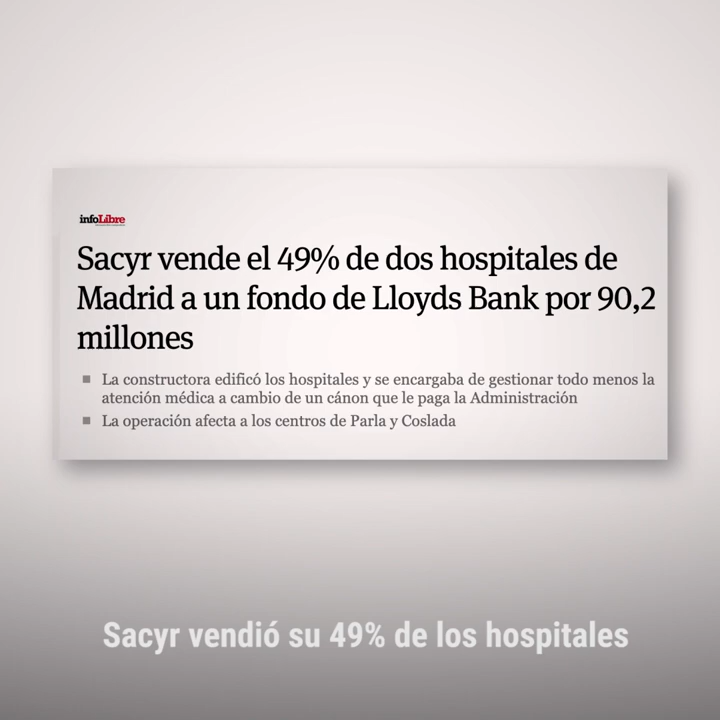 infoLibre
Sacyr vende el 49% de dos hospitales de
Madrid a un fondo de Lloyds Bank por 90,2
millones
La constructora edificó los hospitales y se encargaba de gestionar todo menos la
atención médica a cambio de un cánon que le paga la Administración
La operación afecta a los centros de Parla y Coslada
Sacyr vendió su 49% de los hospitales